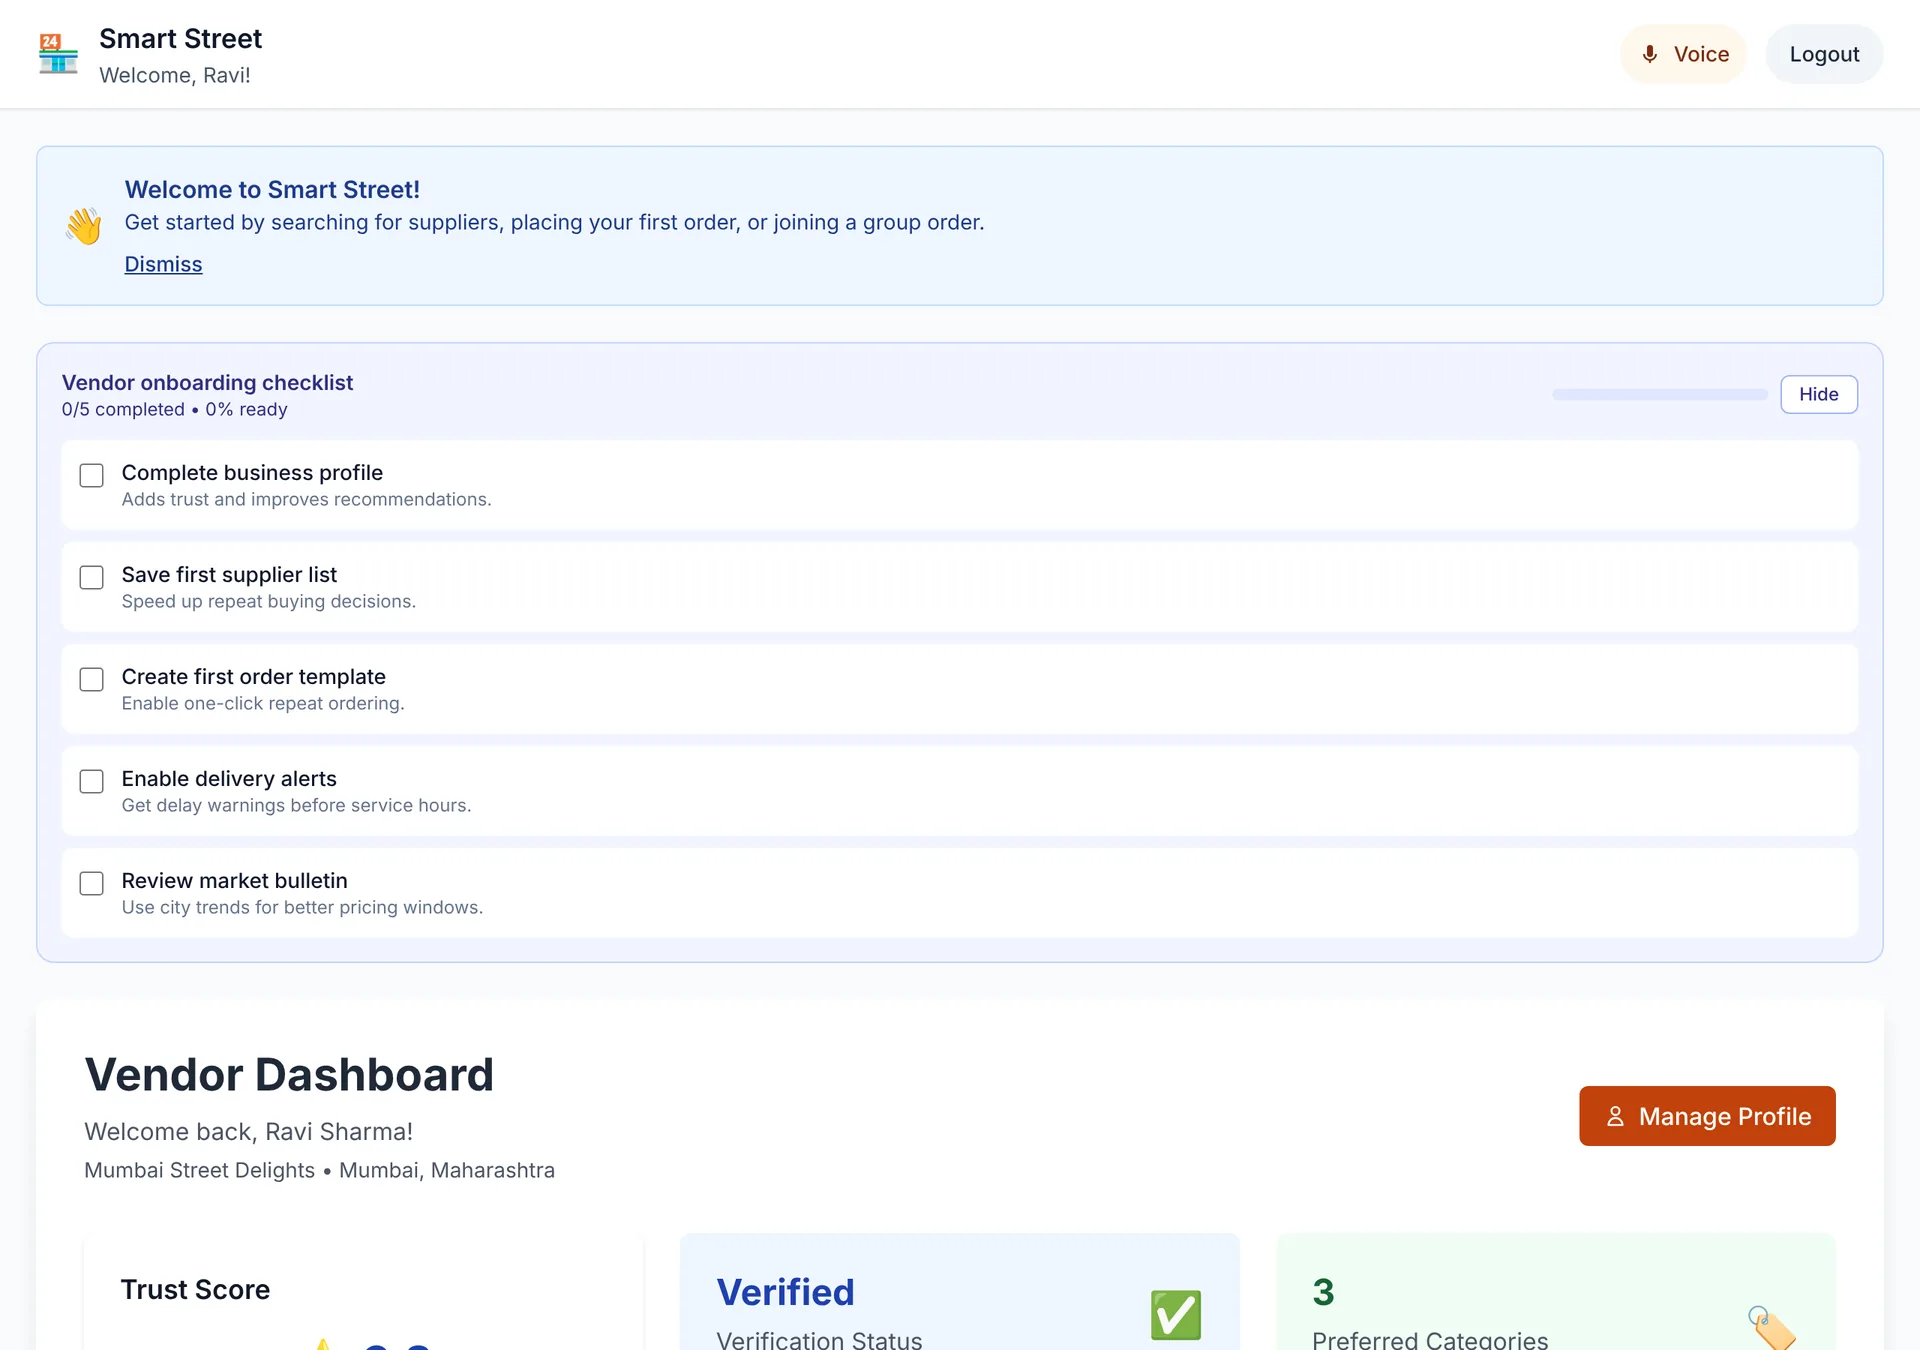 24
Smart Street
Welcome, Ravi!
Voice
Logout
Welcome to Smart Street!
Get started by searching for suppliers, placing your first order, or joining a group order.
Dismiss
Vendor onboarding checklist
0/5 completed • 0% ready
Hide
Complete business profile
Adds trust and improves recommendations.
Save first supplier list
Speed up repeat buying decisions.
Create first order template
Enable one-click repeat ordering.
Enable delivery alerts
Get delay warnings before service hours.
Review market bulletin
Use city trends for better pricing windows.
Vendor Dashboard
Welcome back, Ravi Sharma!
Mumbai Street Delights • Mumbai, Maharashtra
Manage Profile
Trust Score
Verified
Verification Status
3
Preferred Categories